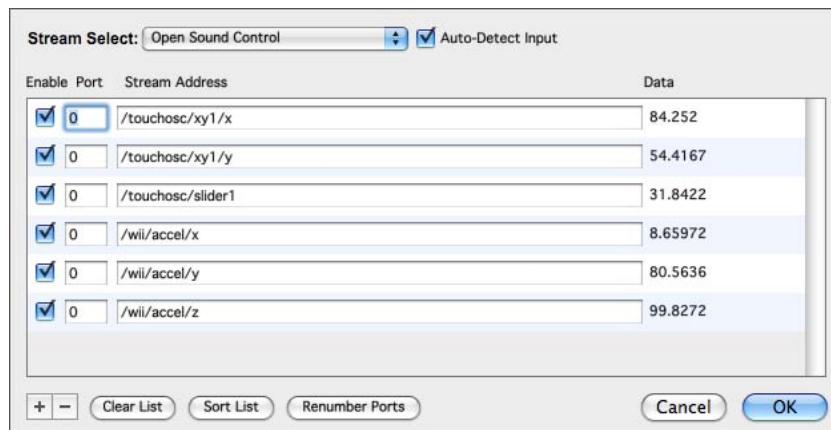 Stream Select: Open Sound Control Auto-Detect Input
Enable Port Stream Address Data
0 /touchosc/xy1/x 84.252
0 /touchosc/xy1/y 54.4167
0 /touchosc/slider1 31.8422
0 /wii/accel/x 8.65972
0 /wii/accel/y 80.5636
0 /wii/accel/z 99.8272
+ - Clear List Sort List Renumber Ports Cancel OK